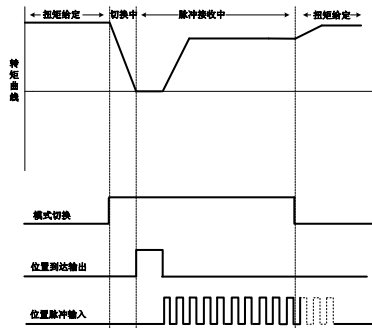 扭矩给定 切换中 脉冲接收中 扭矩给定
转矩曲线
模式切换
位置到达输出
位置脉冲输入